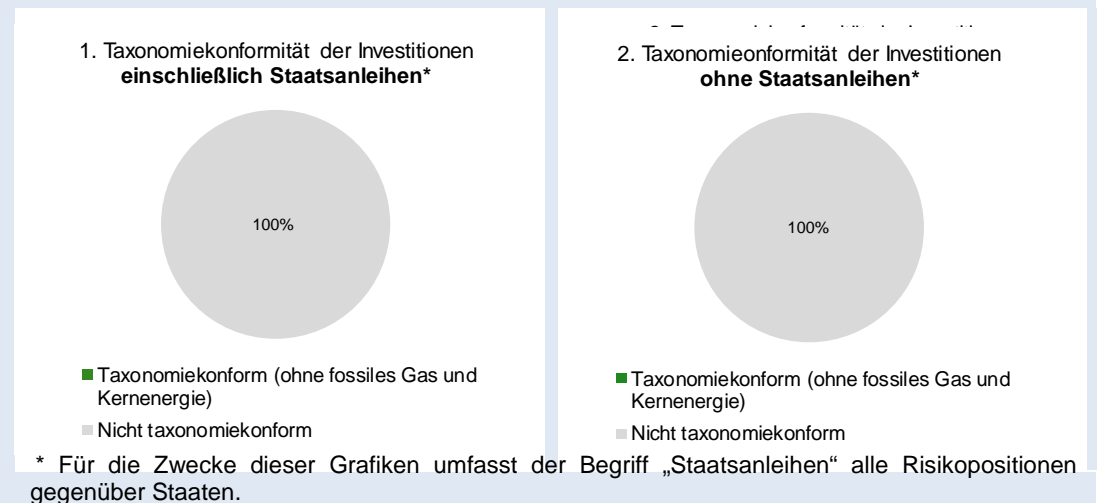 1. Taxonomiekonformität der Investitionen
einschließlich Staatsanleihen*
100%
Taxonomiekonform (ohne fossiles Gas und
Kernenergie)
Nicht taxonomiekonform
2. Taxonomieonformität der Investitionen
ohne Staatsanleihen*
100%
Taxonomiekonform (ohne fossiles Gas und
Kernenergie)
Nicht taxonomiekonform
* Für die Zwecke dieser Grafiken umfasst der Begriff „Staatsanleihen“ alle Risikopositionen
gegenüber Staaten.